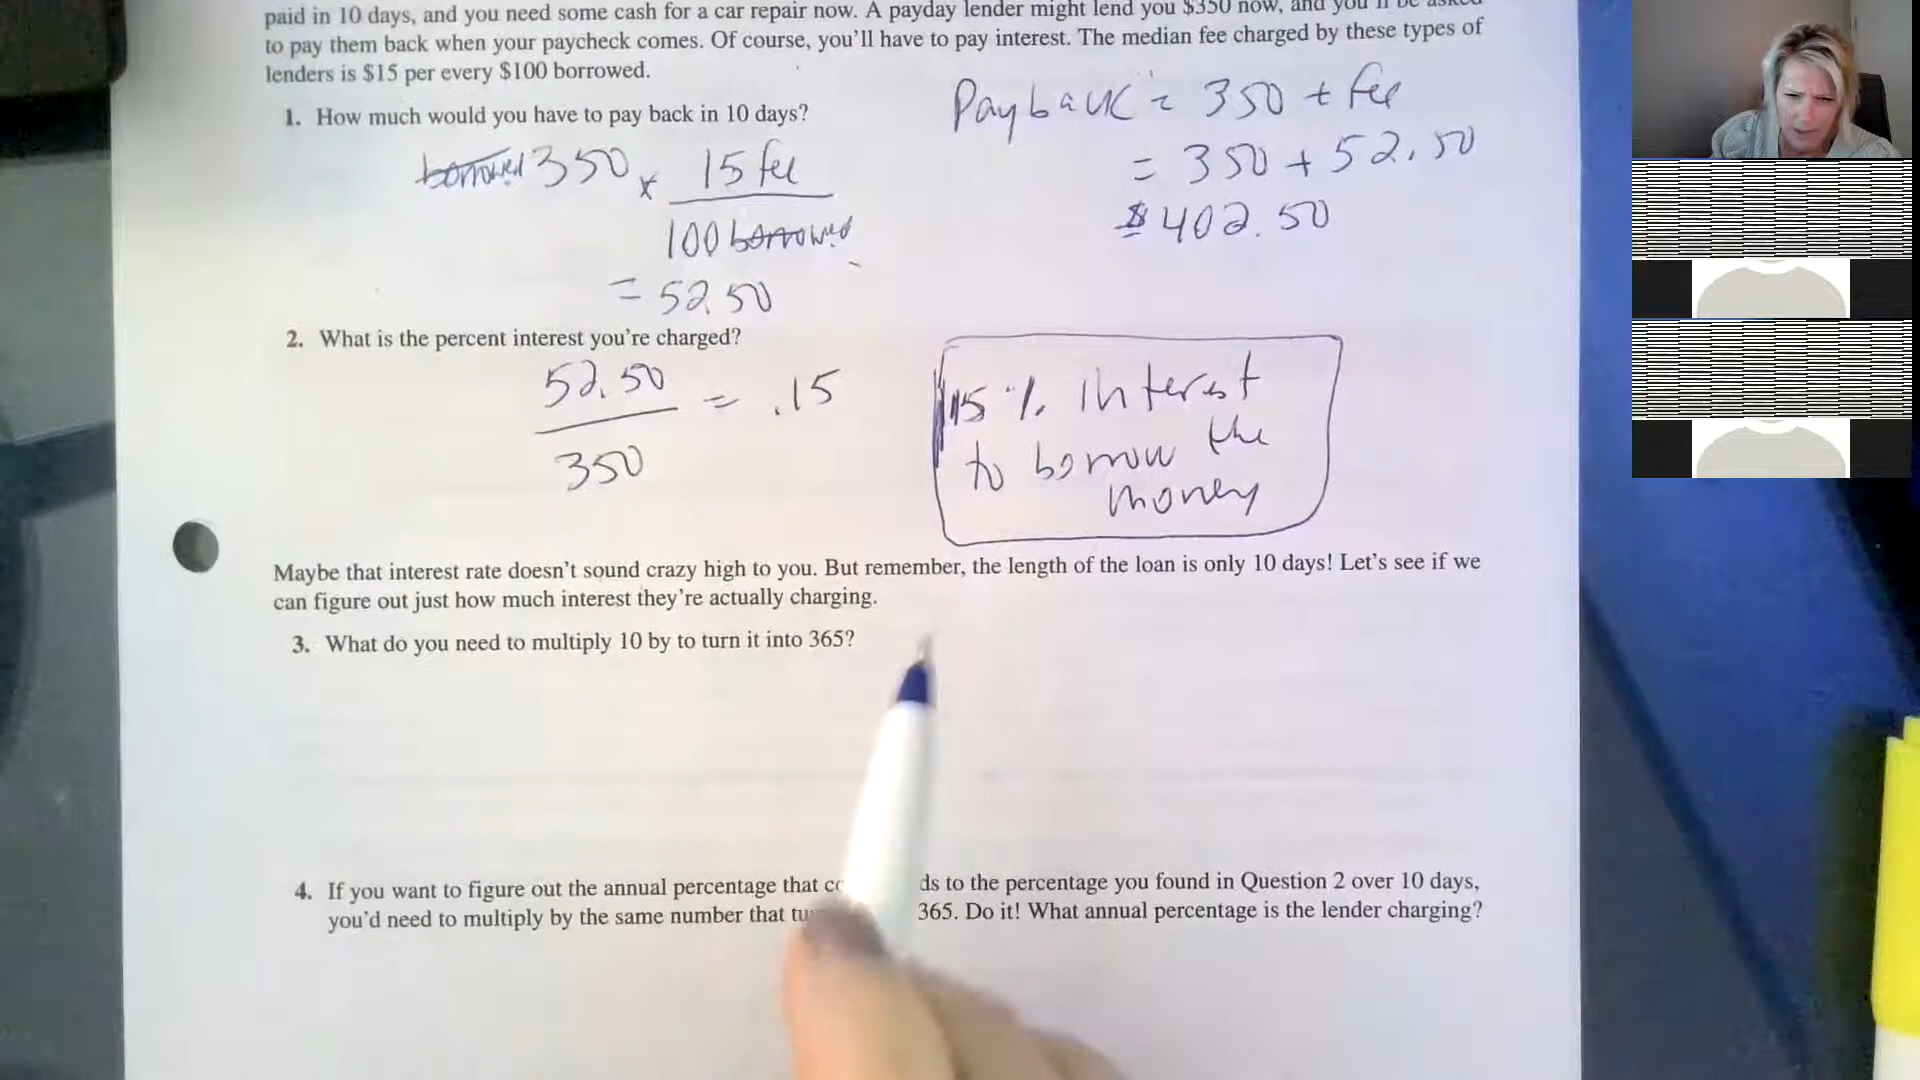 paid in 10 days, and you need some cash for a car repair now. A payday lender might lend you $350 now, and you'll be asked
to pay them back when your paycheck comes. Of course, you'll have to pay interest. The median fee charged by these types of
lenders is $15 per every $100 borrowed.
1. How much would you have to pay back in 10 days?
borrowed 350 x 15 fee
100 borrowed
= 52.50
Payback = 350 + fee
= 350 + 52.50
$402.50
2. What is the percent interest you're charged?
52.50
350
= .15
15% interest
to borrow the
money
Maybe that interest rate doesn't sound crazy high to you. But remember, the length of the loan is only 10 days! Let's see if we
can figure out just how much interest they're actually charging.
3. What do you need to multiply 10 by to turn it into 365?
4. If you want to figure out the annual percentage that ds to the percentage you found in Question 2 over 10 days,
you'd need to multiply by the same number that 365. Do it! What annual percentage is the lender charging?